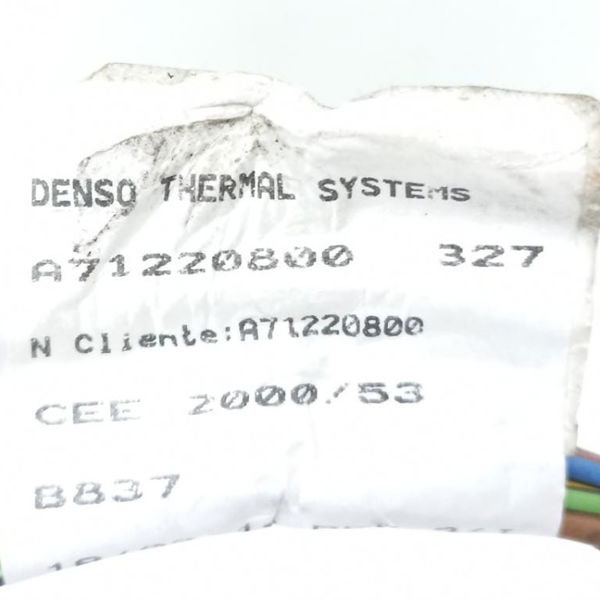 DENSO THERMAL SYSTEMS
A71220800 327
N Cliente:A71220800
CEE 2000/53
B837